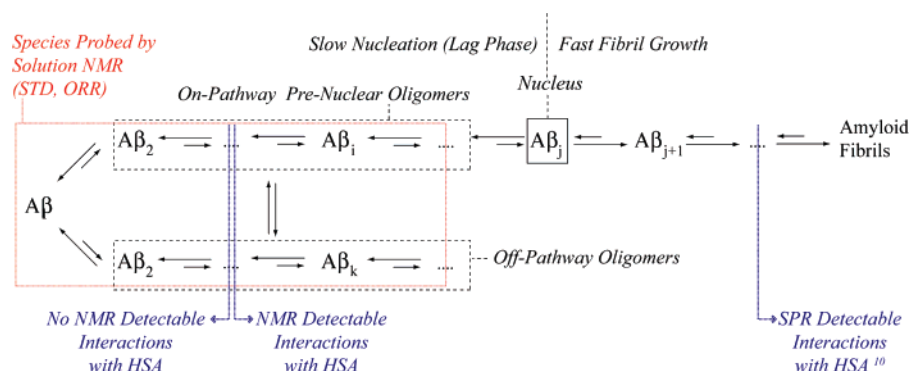 Species Probed by
Solution NMR
(STD, ORR)
Slow Nucleation (Lag Phase)
Fast Fibril Growth
On-Pathway Pre-Nuclear Oligomers
Nucleus
Aβ
Aβ2
....
Aβi
....
Aβj
Aβj+1
....
Amyloid
Fibrils
Aβ2
....
Aβk
....
Off-Pathway Oligomers
No NMR Detectable
Interactions
with HSA
NMR Detectable
Interactions
with HSA
SPR Detectable
Interactions
with HSA 10